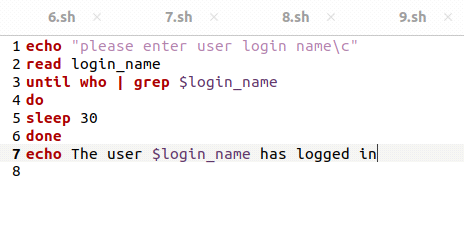 6.sh × 7.sh × 8.sh × 9.sh ×
1 echo "please enter user login name\c"
2 read login_name
3 until who | grep $login_name
4 do
5 sleep 30
6 done
7 echo The user $login_name has logged in
8